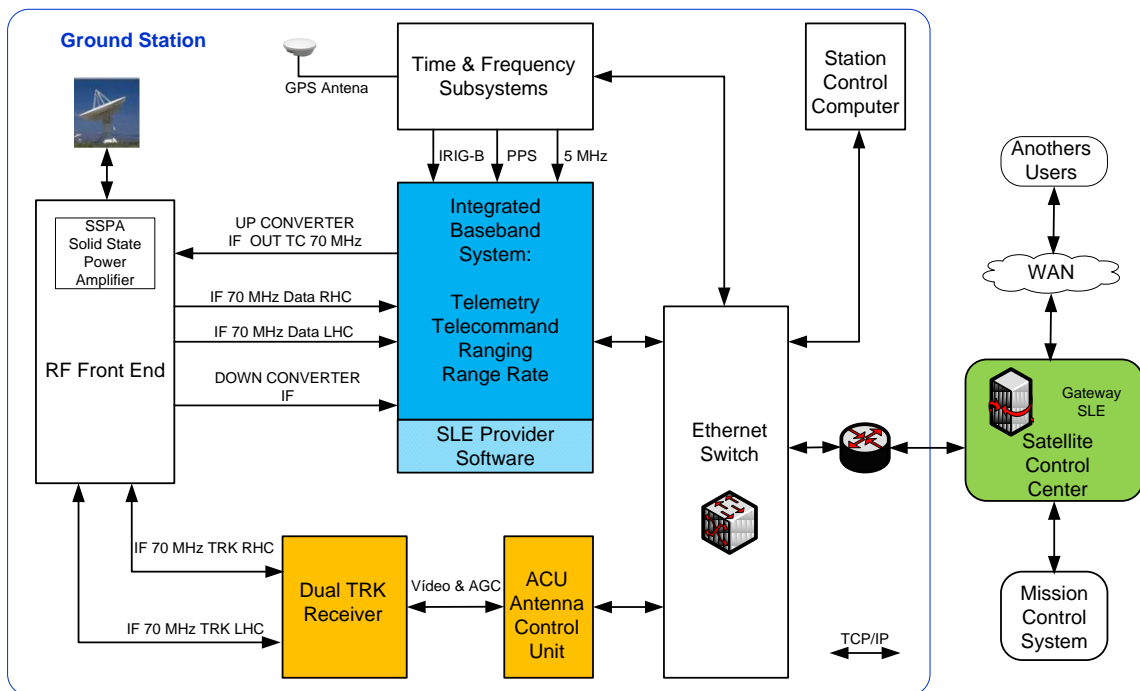 Ground Station
GPS Antena
Time & Frequency
Subsystems
Station
Control
Computer
IRIG-B
PPS
5 MHz
Anothers
Users
WAN
SSPA
Solid State
Power
Amplifier
RF Front End
UP CONVERTER
IF OUT TC 70 MHz
IF 70 MHz Data RHC
IF 70 MHz Data LHC
DOWN CONVERTER
IF
Integrated
Baseband
System:
Telemetry
Telecommand
Ranging
Range Rate
SLE Provider
Software
Ethernet
Switch
Gateway
SLE
Satellite
Control
Center
IF 70 MHz TRK RHC
IF 70 MHz TRK LHC
Dual TRK
Receiver
Vídeo & AGC
ACU
Antenna
Control
Unit
TCP/IP
Mission
Control
System